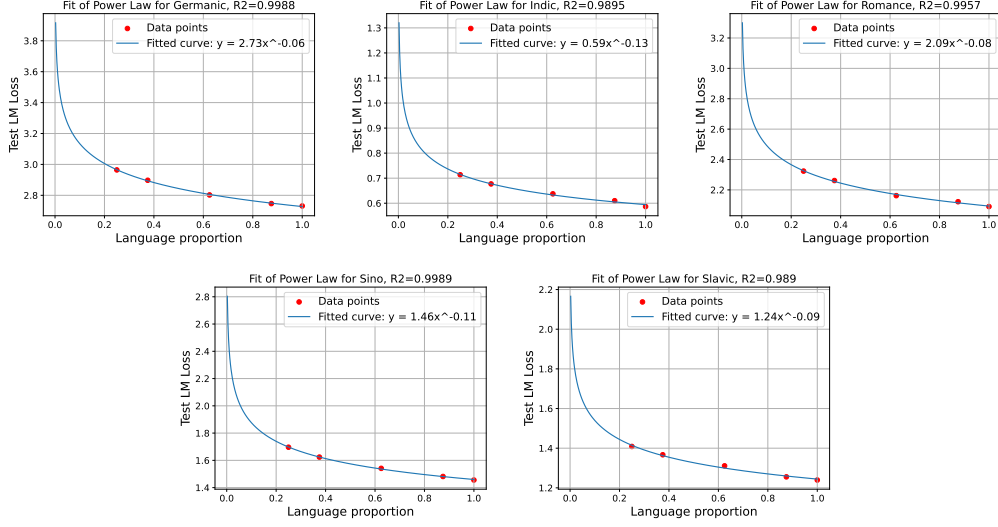 Fit of Power Law for Germanic, R2=0.9988
Data points
Fitted curve: y = 2.73x^-0.06
Test LM Loss
3.8
3.6
3.4
3.2
3.0
2.8
0.0 0.2 0.4 0.6 0.8 1.0
Language proportion
Fit of Power Law for Indic, R2=0.9895
Data points
Fitted curve: y = 0.59x^-0.13
Test LM Loss
1.3
1.2
1.1
1.0
0.9
0.8
0.7
0.6
0.0 0.2 0.4 0.6 0.8 1.0
Language proportion
Fit of Power Law for Romance, R2=0.9957
Data points
Fitted curve: y = 2.09x^-0.08
Test LM Loss
3.2
3.0
2.8
2.6
2.4
2.2
0.0 0.2 0.4 0.6 0.8 1.0
Language proportion
Fit of Power Law for Sino, R2=0.9989
Data points
Fitted curve: y = 1.46x^-0.11
Test LM Loss
2.8
2.6
2.4
2.2
2.0
1.8
1.6
1.4
0.0 0.2 0.4 0.6 0.8 1.0
Language proportion
Fit of Power Law for Slavic, R2=0.989
Data points
Fitted curve: y = 1.24x^-0.09
Test LM Loss
2.2
2.0
1.8
1.6
1.4
1.2
0.0 0.2 0.4 0.6 0.8 1.0
Language proportion